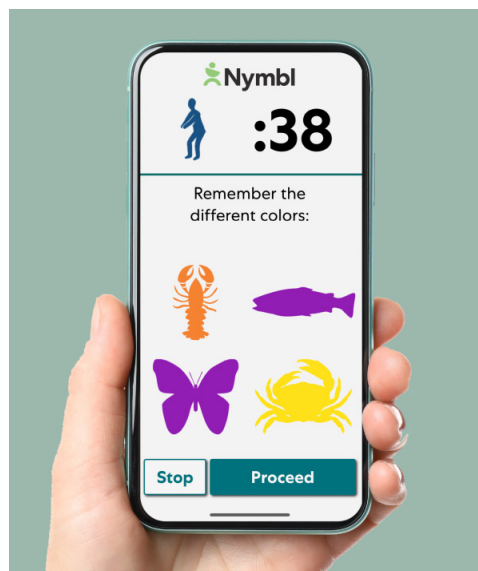 Nymbl
:38
Remember the
different colors:
Stop
Proceed